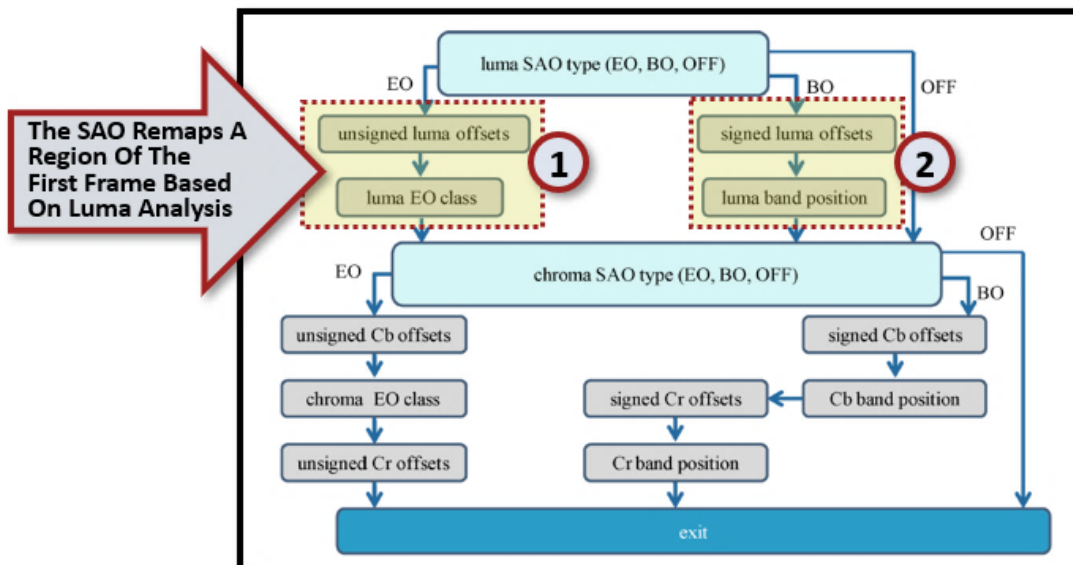 luma SAO type (EO, BO, OFF)
EO
BO
OFF
The SAO Remaps A
Region Of The
First Frame Based
On Luma Analysis
unsigned luma offsets
1
signed luma offsets
2
luma EO class
luma band position
OFF
EO
chroma SAO type (EO, BO, OFF)
BO
unsigned Cb offsets
signed Cb offsets
chroma EO class
signed Cr offsets
Cb band position
unsigned Cr offsets
Cr band position
exit